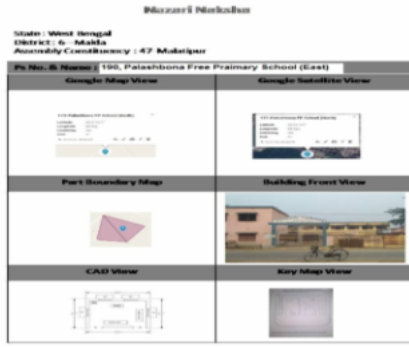 Nazari Naksha
State : West Bengal
District : 6 - Malda
Assembly Constituency : 47 Malatipur
Ps No. & Name : 190, Palashbona Free Praimary School (East)
Google Map View
Google Satellite View
Part Boundary Map
Building Front View
CAD View
Key Map View